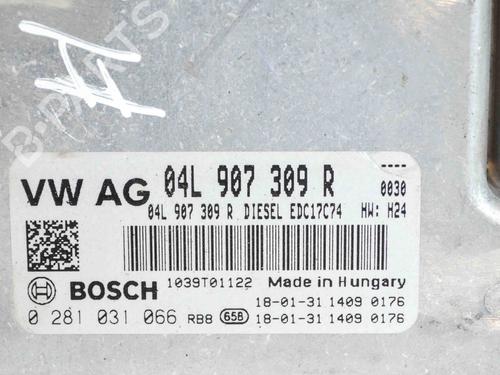 B-PARTS
VW AG 04L 907 309 R
0030
04L 907 309 R DIESEL EDC17C74 HW: H24
BOSCH 1039T01122 Made in Hungary
18-01-31 1409 0176
0 281 031 066 RB8 65B 18-01-31 1409 0176